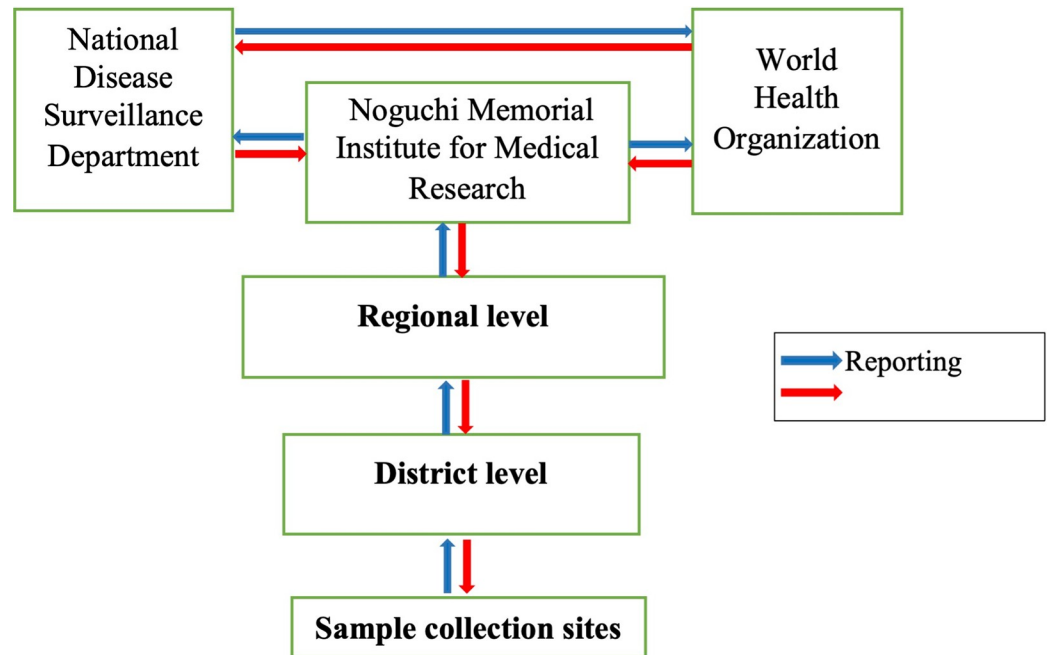 National
Disease
Surveillance
Department
Noguchi Memorial
Institute for Medical
Research
World
Health
Organization
Regional level
District level
Sample collection sites
Reporting